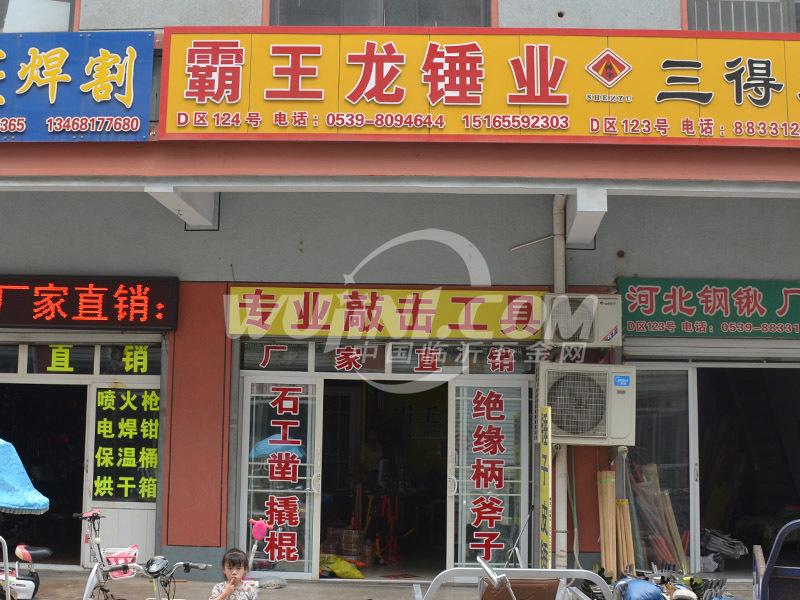 焊割
365 13468177680
霸王龙锤业
SHENYU
三得
D区124号 电话：0539-8094644 15165592303
D区123号 电话：883312
厂家直销：
专业敲击工具
河北钢锹 厂
D区123号 电话：0539-88331
直 销
厂 家 直 销
喷火枪
电焊钳
保温桶
烘干箱
石工凿 撬棍
绝缘柄斧子
Midea
中国临沂五金网
.COM